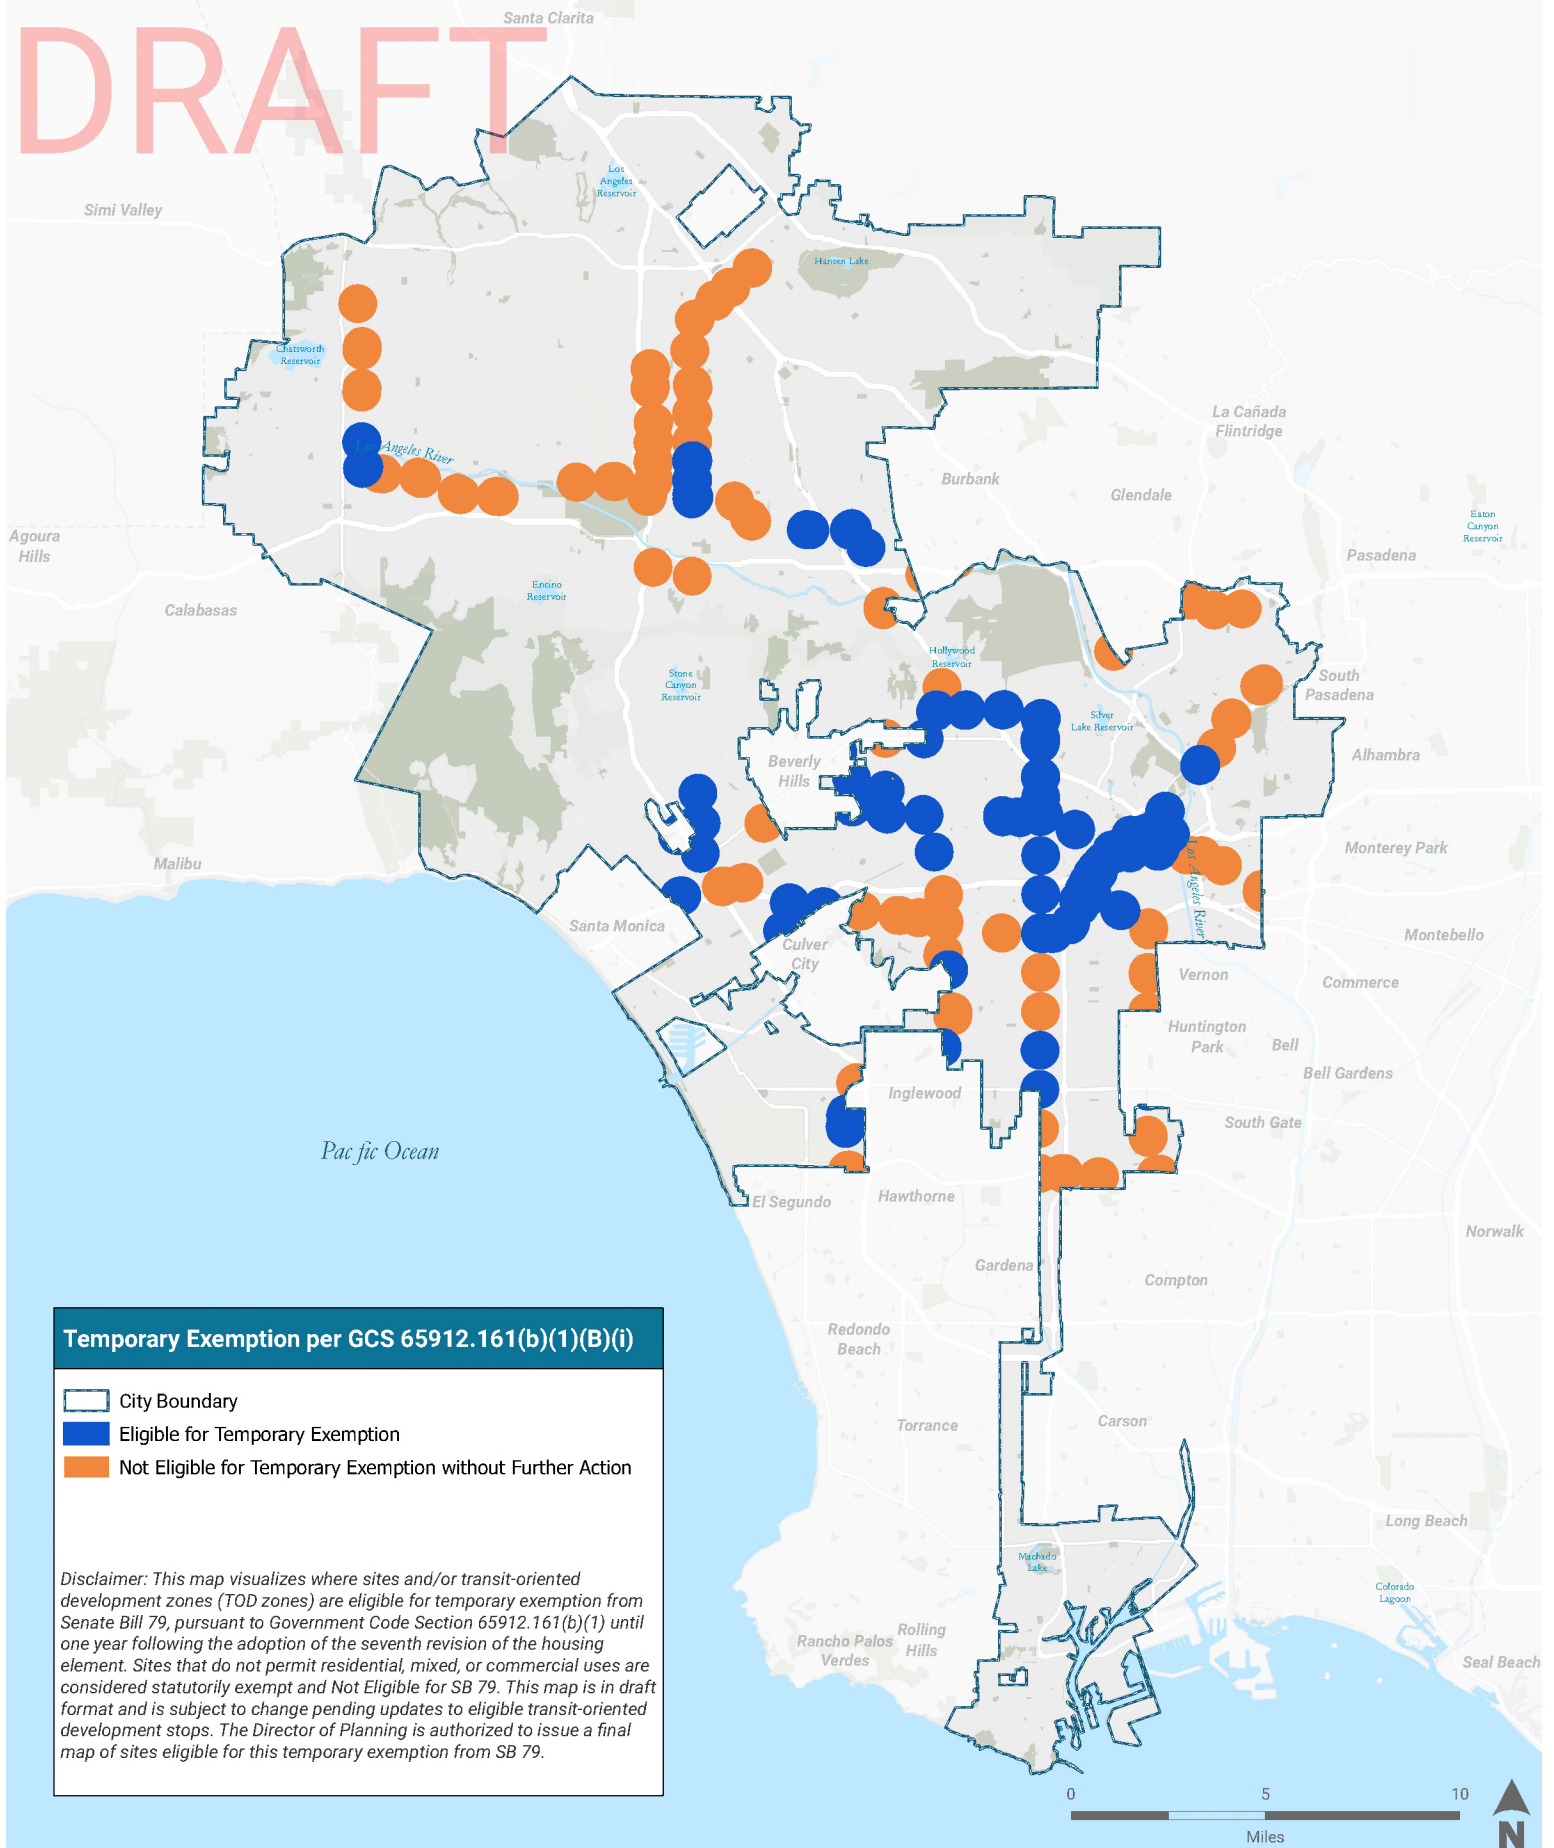 DRAFT
Santa Clarita
Los
Angeles
Reservoir
Simi Valley
Hansen Lake
Chatsworth
Reservoir
La Cañada
Flintridge
Los Angeles River
Burbank
Glendale
Eaton
Canyon
Reservoir
Agoura
Hills
Pasadena
Encino
Reservoir
Calabasas
Hollywood
Reservoir
Stone
Canyon
Reservoir
South
Pasadena
Silver
Lake Reservoir
Alhambra
Beverly
Hills
Malibu
Monterey Park
Los Angeles River
Santa Monica
Culver
City
Montebello
Vernon
Commerce
Huntington
Park
Bell
Bell Gardens
Inglewood
South Gate
Pac fic Ocean
El Segundo
Hawthorne
Norwalk
Gardena
Compton
Redondo
Beach
Torrance
Carson
Long Beach
Machado
Lake
Colorado
Lagoon
Rolling
Hills
Rancho Palos
Verdes
Seal Beach
Temporary Exemption per GCS 65912.161(b)(1)(B)(i)
City Boundary
Eligible for Temporary Exemption
Not Eligible for Temporary Exemption without Further Action
Disclaimer: This map visualizes where sites and/or transit-oriented
development zones (TOD zones) are eligible for temporary exemption from
Senate Bill 79, pursuant to Government Code Section 65912.161(b)(1) until
one year following the adoption of the seventh revision of the housing
element. Sites that do not permit residential, mixed, or commercial uses are
considered statutorily exempt and Not Eligible for SB 79. This map is in draft
format and is subject to change pending updates to eligible transit-oriented
development stops. The Director of Planning is authorized to issue a final
map of sites eligible for this temporary exemption from SB 79.
0 5 10
Miles
N